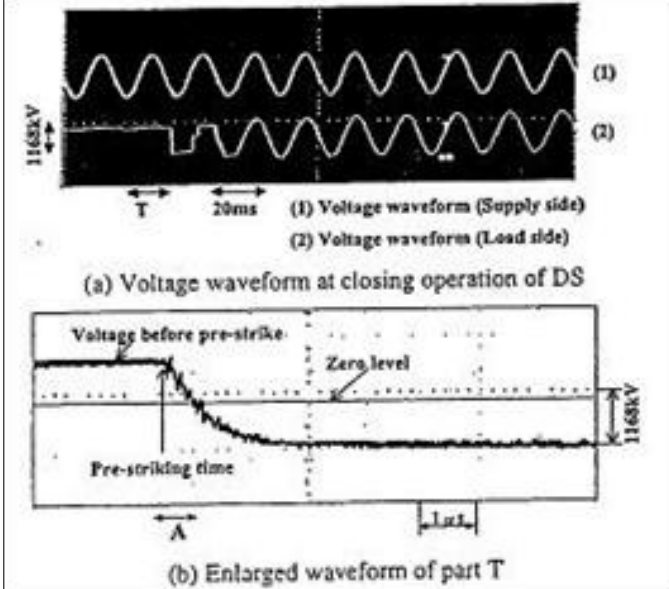 (1)
1168kV
(2)
T
20ms
(1) Voltage waveform (Supply side)
(2) Voltage waveform (Load side)
(a) Voltage waveform at closing operation of DS
Voltage before pre-strike
Zero level
1168kV
Pre-striking time
A
1μs
(b) Enlarged waveform of part T